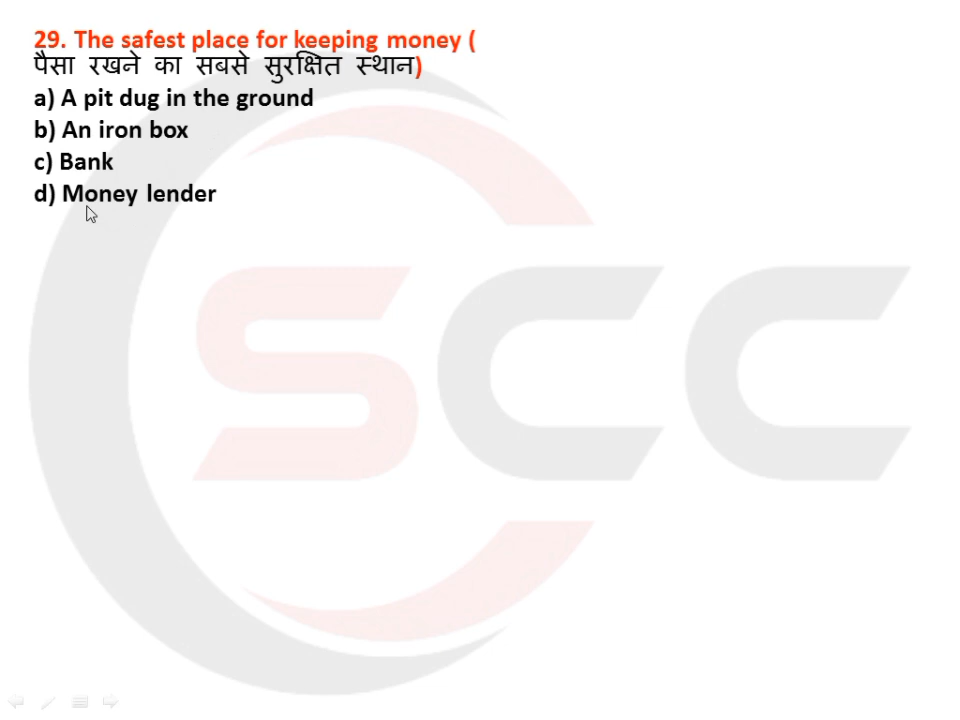 29. The safest place for keeping money (
पैसा रखने का सबसे सुरक्षित स्थान)
a) A pit dug in the ground
b) An iron box
c) Bank
d) Money lender
SCC